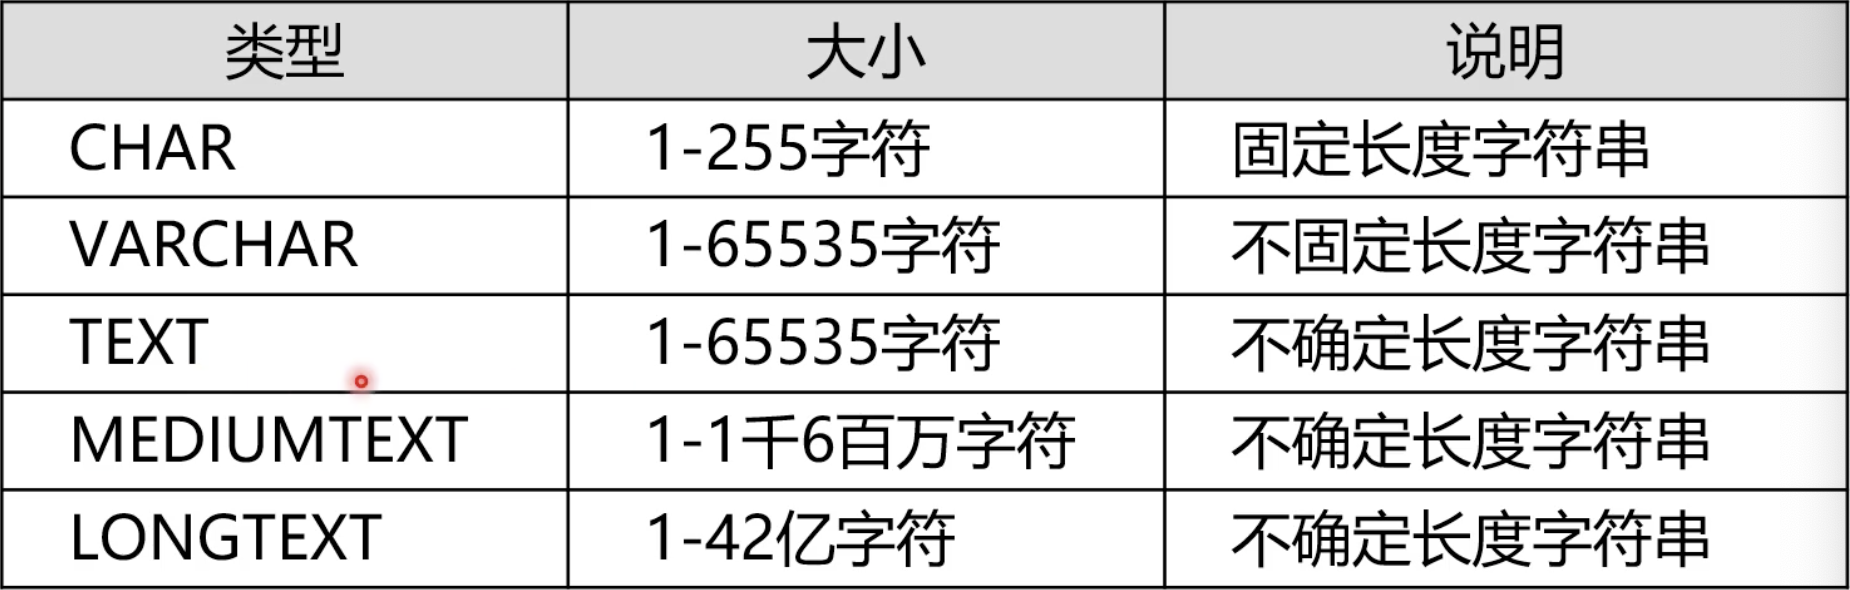 类型 大小 说明
CHAR 1-255字符 固定长度字符串
VARCHAR 1-65535字符 不固定长度字符串
TEXT 1-65535字符 不确定长度字符串
MEDIUMTEXT 1-1千6百万字符 不确定长度字符串
LONGTEXT 1-42亿字符 不确定长度字符串